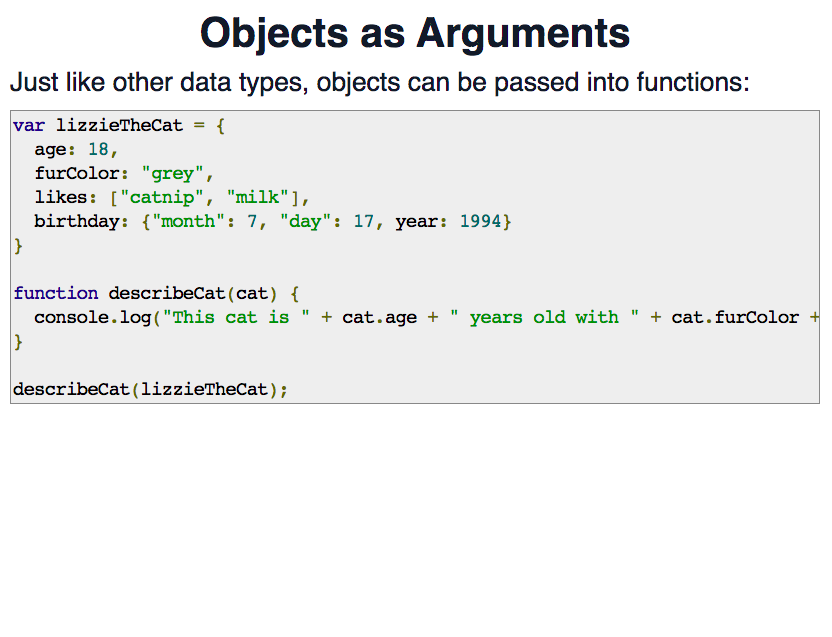 Objects as Arguments
Just like other data types, objects can be passed into functions:
var lizzieTheCat = {
  age: 18,
  furColor: "grey",
  likes: ["catnip", "milk"],
  birthday: {"month": 7, "day": 17, year: 1994}
}
function describeCat(cat) {
  console.log("This cat is " + cat.age + " years old with " + cat.furColor +
}
describeCat(lizzieTheCat);